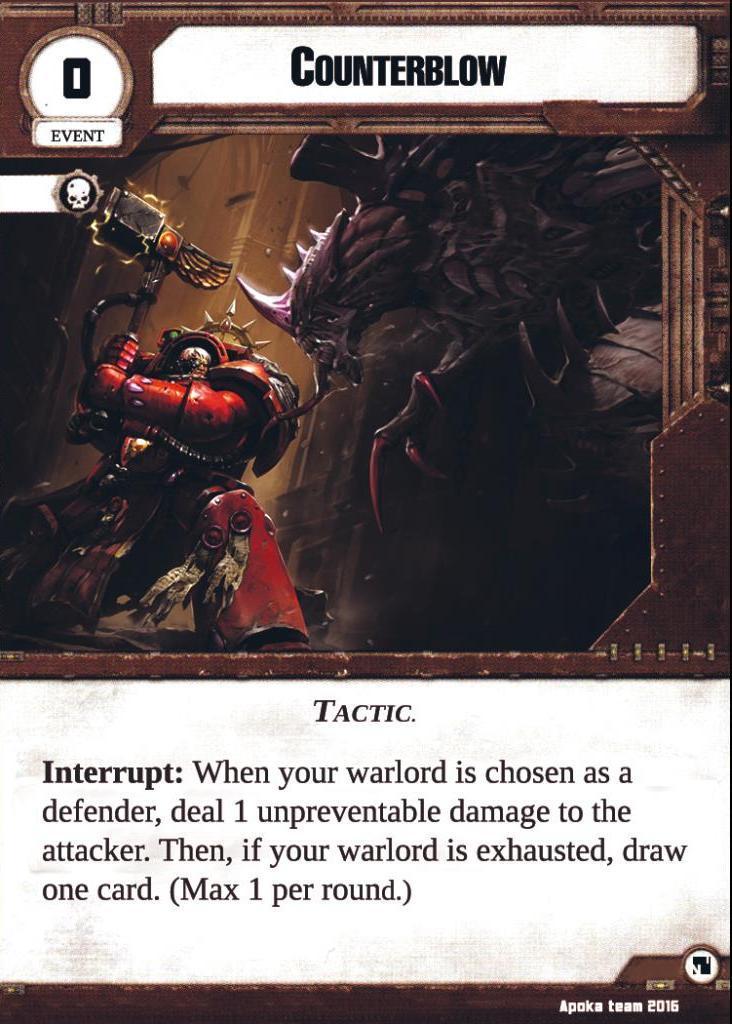 0
COUNTERBLOW
EVENT
TACTIC.
Interrupt: When your warlord is chosen as a
defender, deal 1 unpreventable damage to the
attacker. Then, if your warlord is exhausted, draw
one card. (Max 1 per round.)
Apoka team 2016